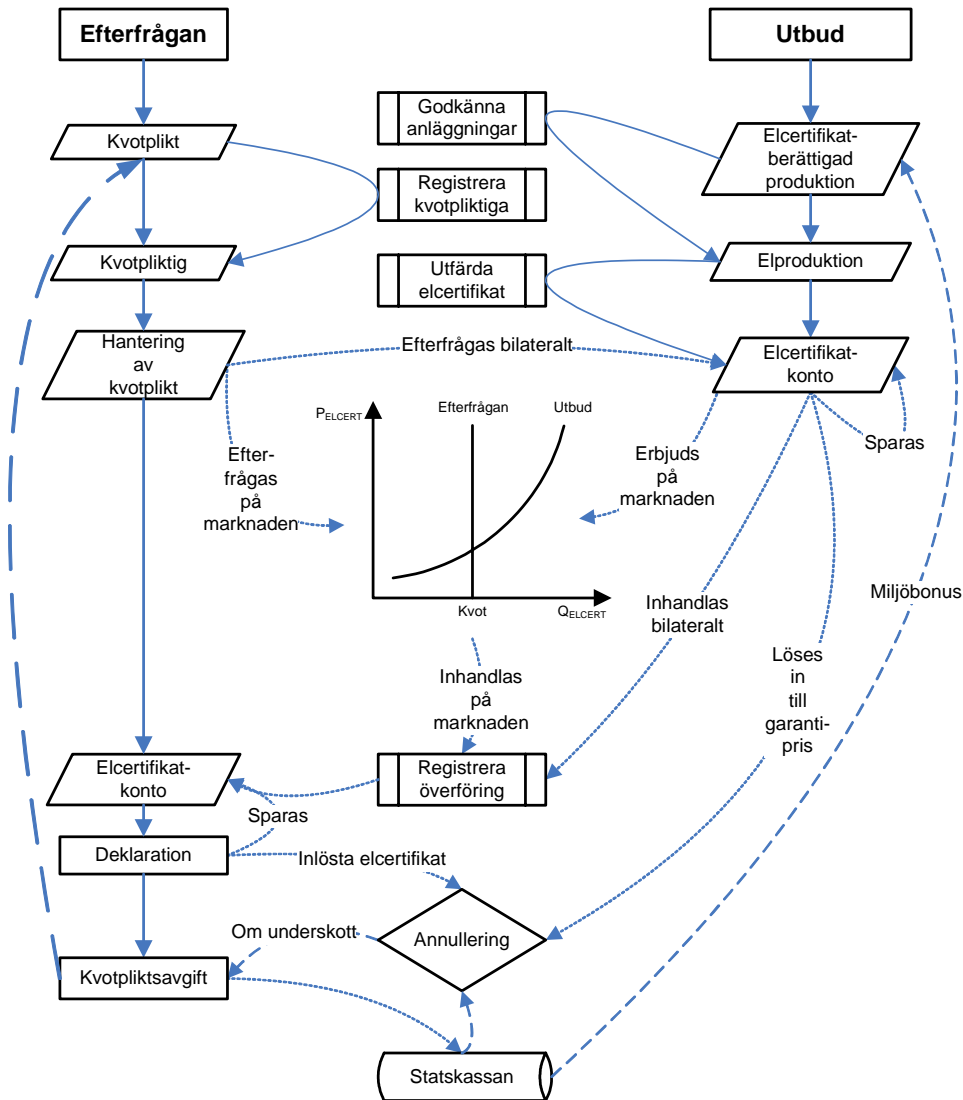 Efterfrågan
Utbud
Godkänna
anläggningar
Kvotplikt
Elcertifikat-
berättigad
produktion
Registrera
kvotpliktiga
Kvotpliktig
Utfärda
elcertifikat
Elproduktion
Hantering
av
kvotplikt
Efterfrågas bilateralt
Elcertifikat-
konto
PELCERT
Efterfrågan
Utbud
Sparas
Efter-
frågas
på
marknaden
Erbjuds
på
marknaden
Kvot
QELCERT
Miljöbonus
Inhandlas
bilateralt
Inhandlas
på
marknaden
Löses
in
till
garanti-
pris
Elcertifikat-
konto
Registrera
överföring
Sparas
Deklaration
Inlösta elcertifikat
Om underskott
Annullering
Kvotpliktsavgift
Statskassan